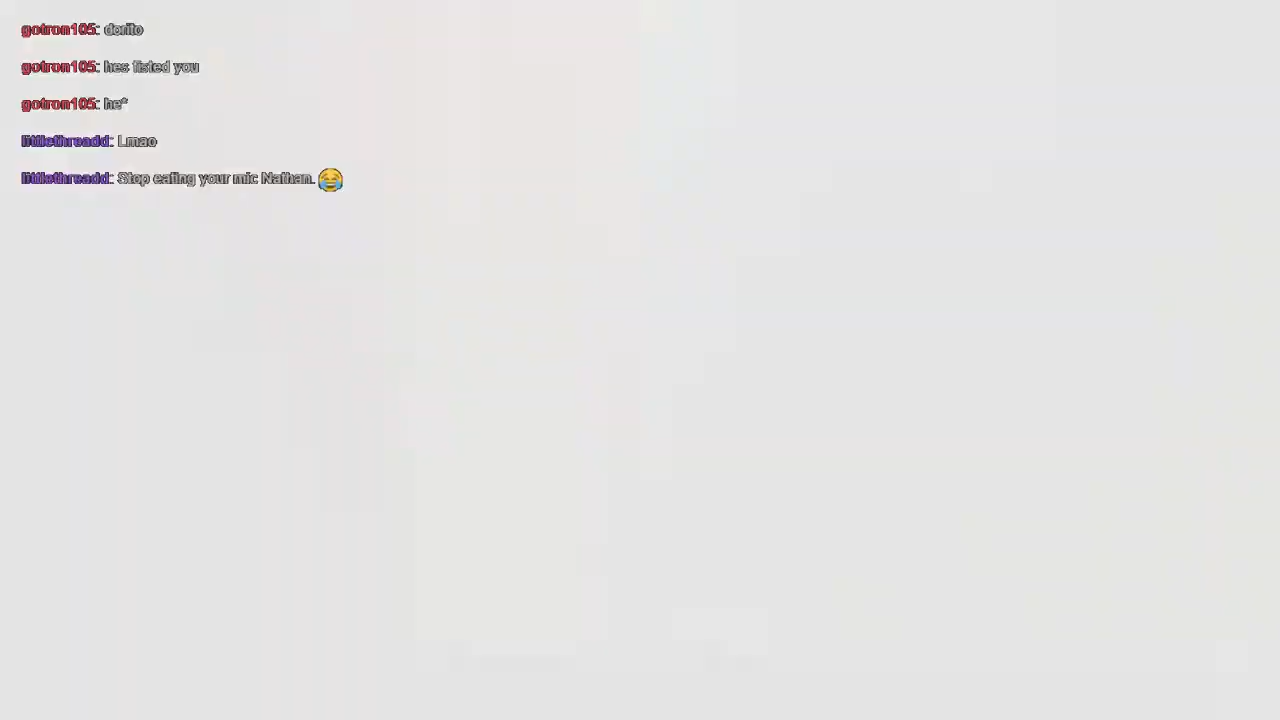 gotron105: dorito
gotron105: hes fisted you
gotron105: he*
littlethreadd: Lmao
littlethreadd: Stop eating your mic Nathan. 😂